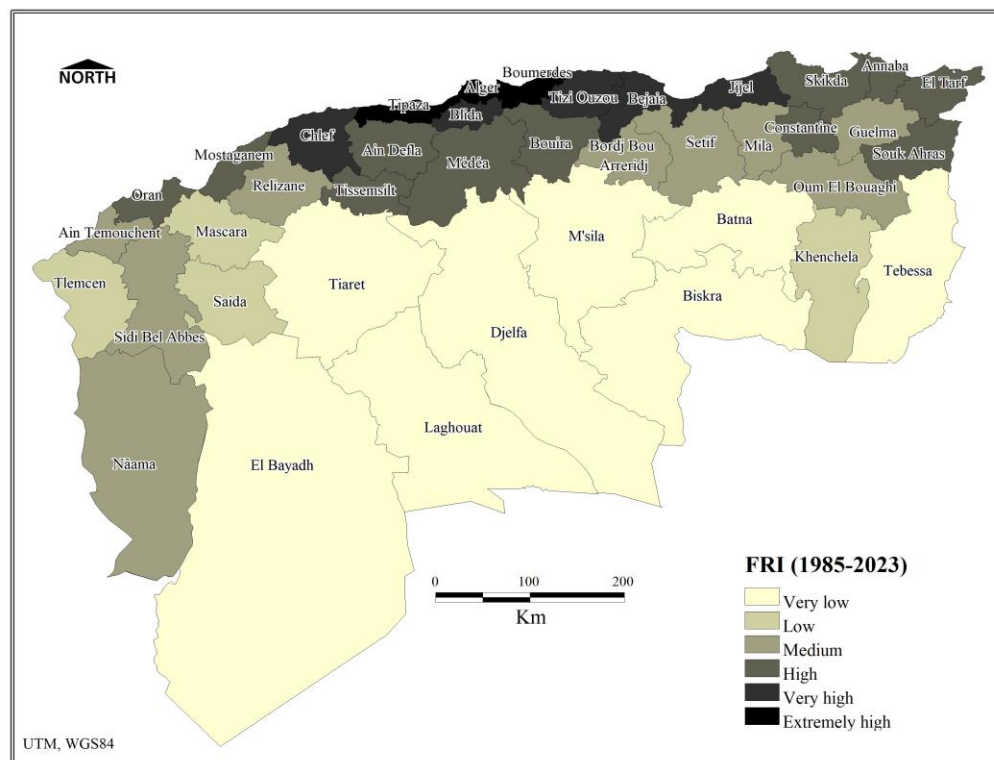 NORTH
Boumerdes
Alger
Tipaza
Blida
Tizi Ouzou
Bejaia
Jijel
Skikda
Annaba
El Tarf
Chlef
Ain Defla
Médéa
Bouira
Bordj Bou
Arreridj
Setif
Mila
Constantine
Guelma
Souk Ahras
Mostaganem
Relizane
Tissemsilt
Oum El Bouaghi
Oran
Ain Temouchent
Mascara
Tlemcen
Saida
Sidi Bel Abbes
Tiaret
Djelfa
M'sila
Batna
Biskra
Khenchela
Tebessa
Nâama
El Bayadh
Laghouat
0 100 200
Km
FRI (1985-2023)
Very low
Low
Medium
High
Very high
Extremely high
UTM, WGS84